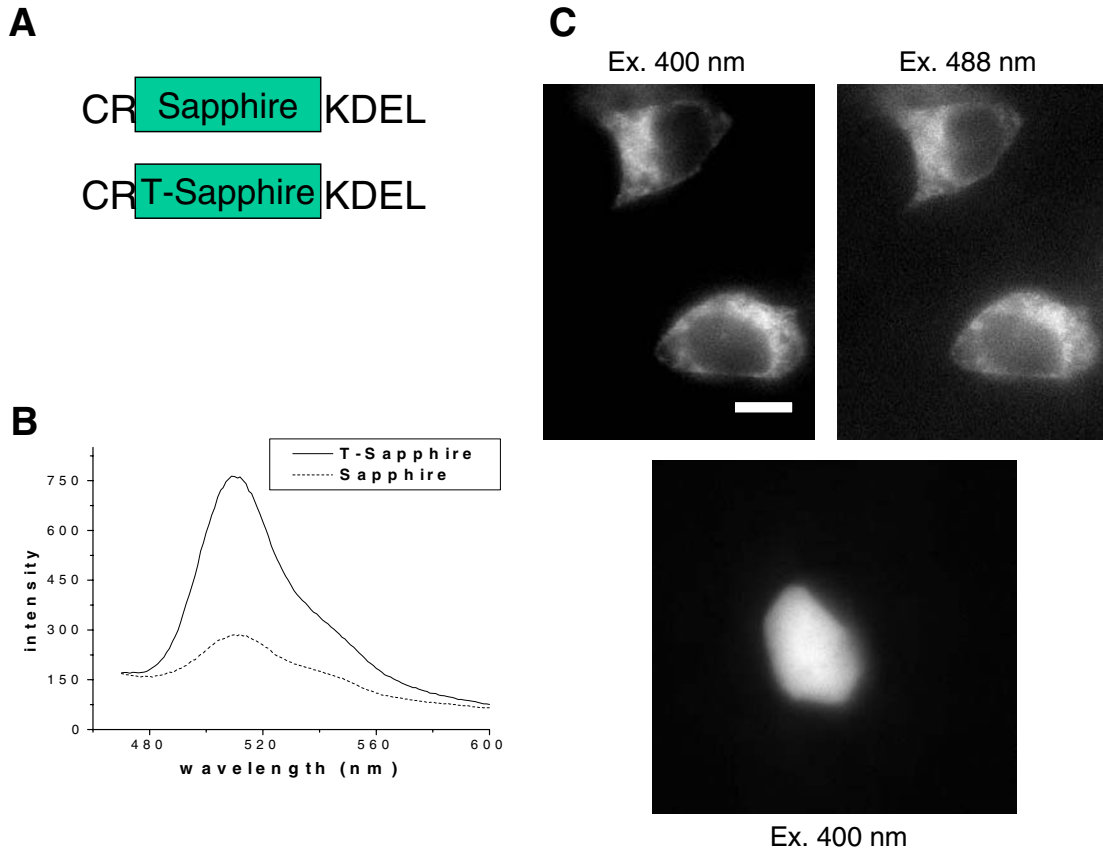 A
CR Sapphire KDEL
CR T-Sapphire KDEL
B
T-Sapphire
Sapphire
750
600
450
300
150
0
intensity
480 520 560 600
wavelength (nm)
C
Ex. 400 nm Ex. 488 nm
Ex. 400 nm